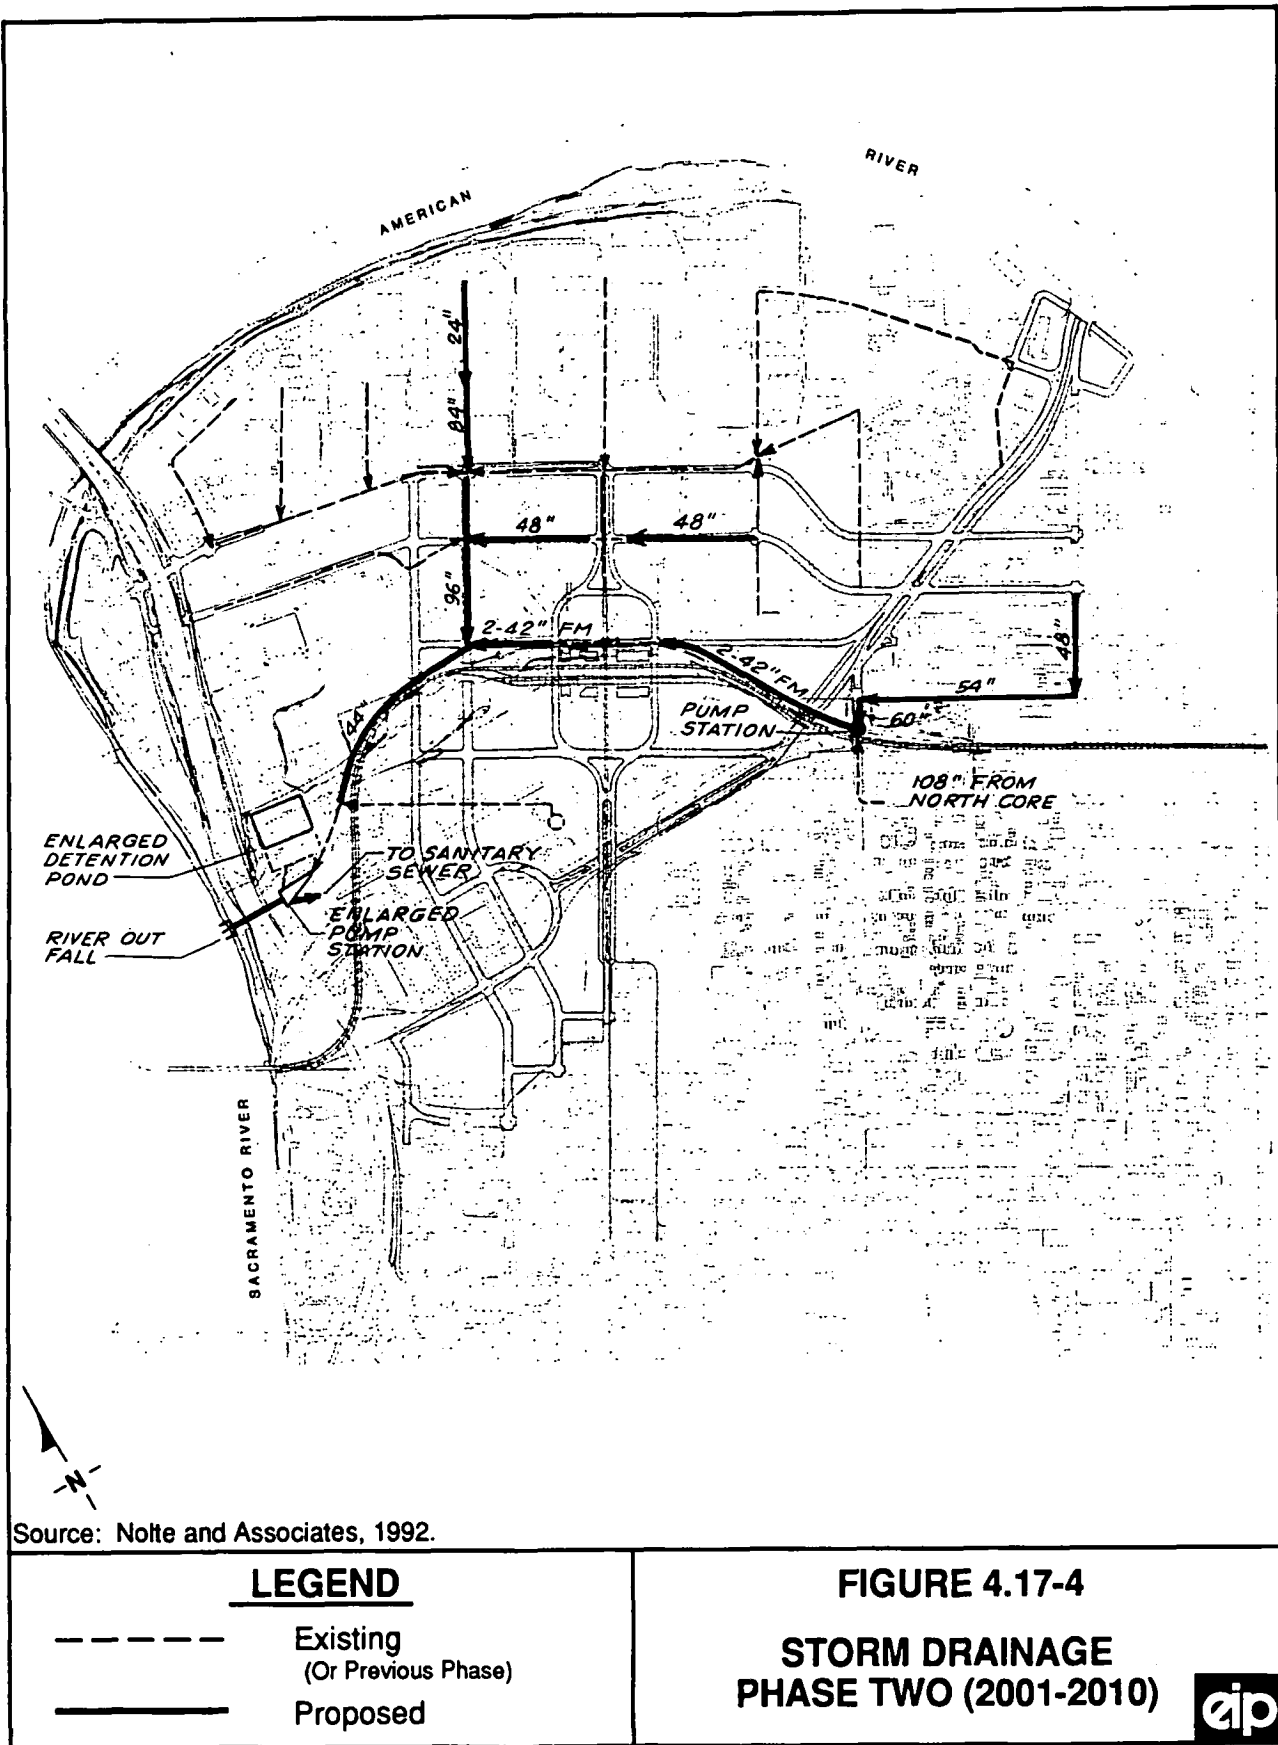 RIVER
AMERICAN
24"
84"
48"
48"
96"
2-42" FM
2-42" FM
48"
54"
60"
PUMP
STATION
108" FROM
NORTH CORE
ENLARGED
DETENTION
POND
TO SANITARY
SEWER
ENLARGED
PUMP
STATION
RIVER OUT
FALL
SACRAMENTO RIVER
N
Source: Nolte and Associates, 1992.
LEGEND
Existing
(Or Previous Phase)
Proposed
FIGURE 4.17-4
STORM DRAINAGE
PHASE TWO (2001-2010)
eip